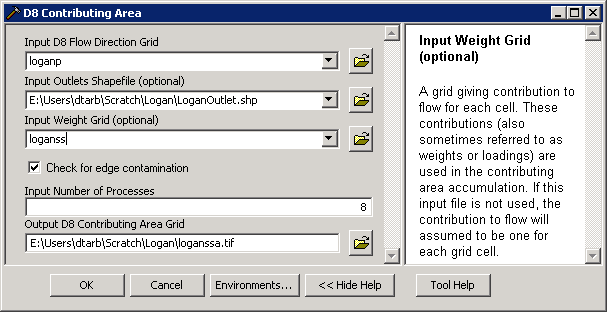 D8 Contributing Area
Input D8 Flow Direction Grid
loganp
Input Outlets Shapefile (optional)
E:\Users\dtarb\Scratch\Logan\LoganOutlet.shp
Input Weight Grid (optional)
loganss
Check for edge contamination
Input Number of Processes
8
Output D8 Contributing Area Grid
E:\Users\dtarb\Scratch\Logan\loganssa.tif
Input Weight Grid
(optional)
A grid giving contribution to
flow for each cell. These
contributions (also
sometimes referred to as
weights or loadings) are
used in the contributing
area accumulation. If this
input file is not used, the
contribution to flow will
assumed to be one for
each grid cell.
OK
Cancel
Environments...
<< Hide Help
Tool Help